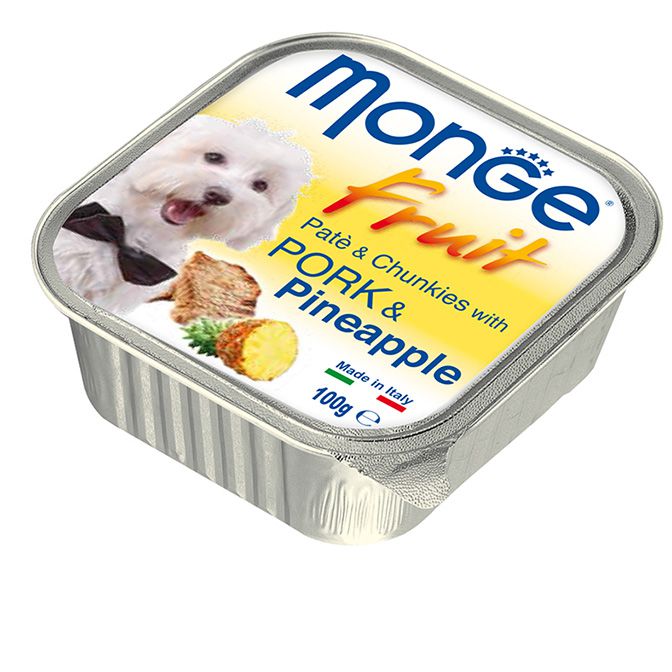 monGe®
Fruit
Patè & Chunkies with
PORK &
Pineapple
Made in Italy
100g ℮